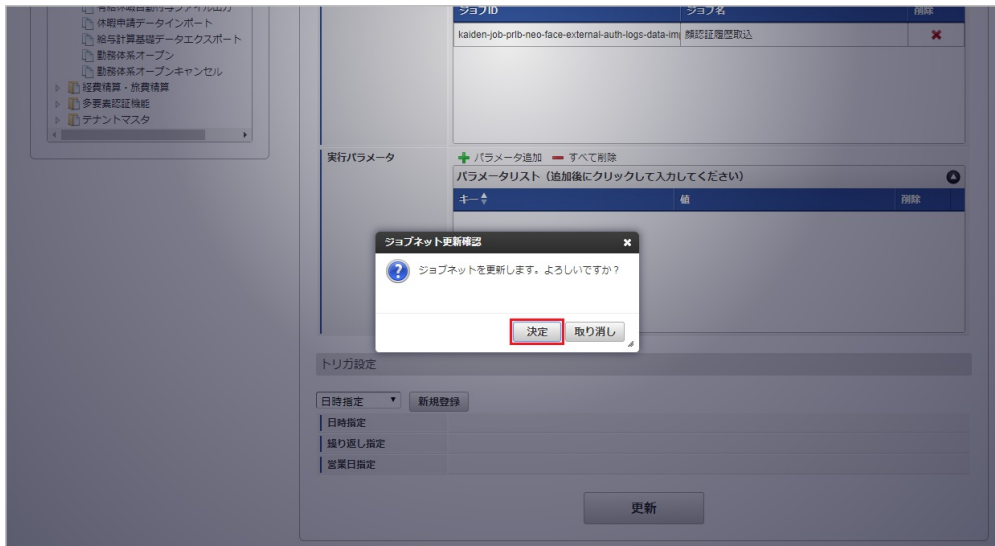 休暇申請データインポート
給与計算基礎データエクスポート
勤務体系オープン
勤務体系オープンキャンセル
経費精算・旅費精算
多要素認証機能
テナントマスタ
ジョブID
ジョブ名
削除
kaiden-job-prlb-neo-face-external-auth-logs-data-im
顔認証履歴取込
実行パラメータ
パラメータ追加 すべて削除
パラメータリスト（追加後にクリックして入力してください）
キー
値
削除
ジョブネット更新確認
ジョブネットを更新します。よろしいですか？
決定
取り消し
トリガ設定
日時指定
新規登録
日時指定
繰り返し指定
営業日指定
更新